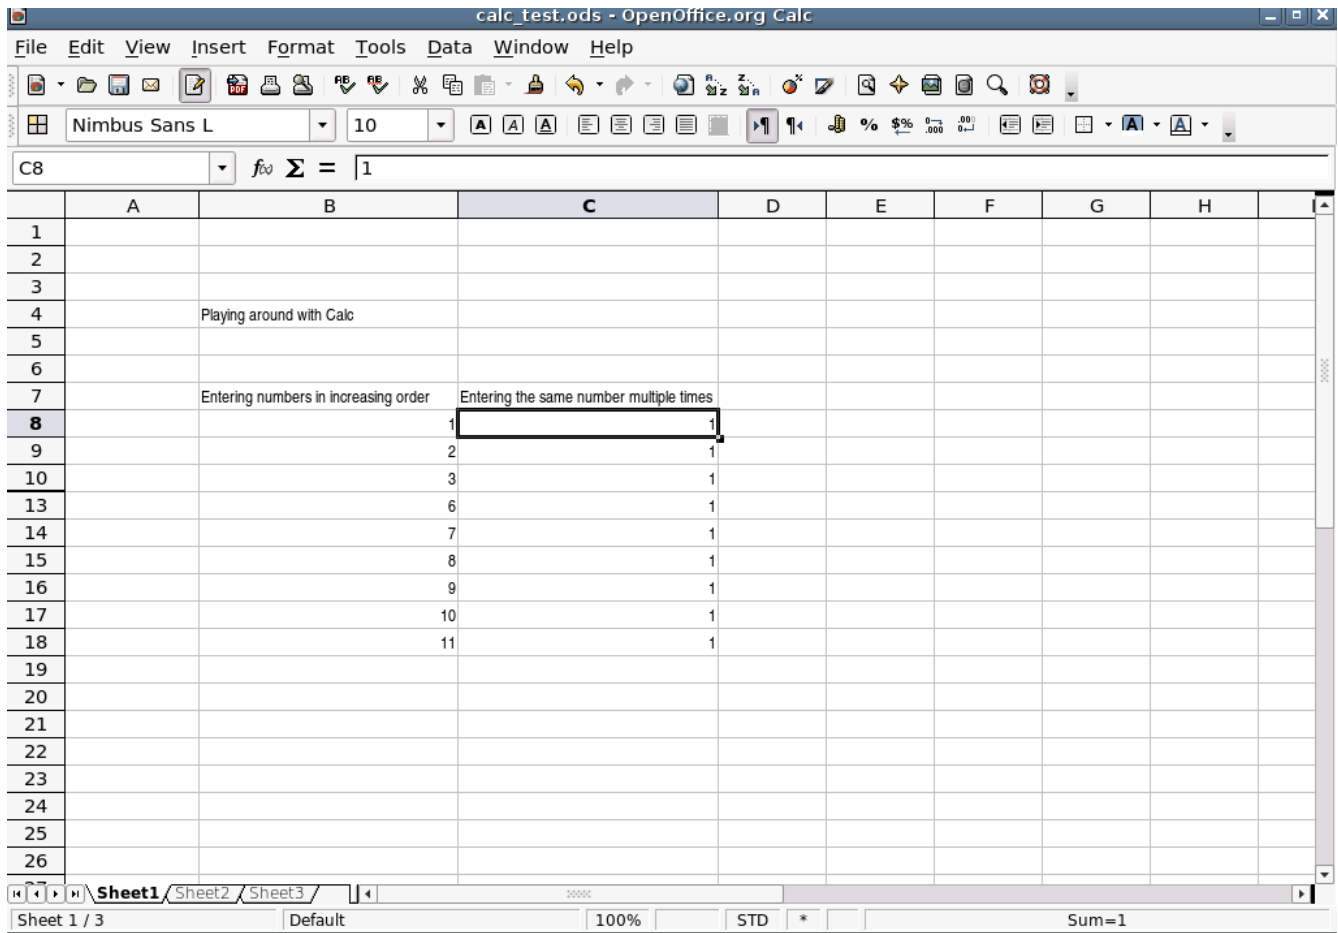 calc_test.ods - OpenOffice.org Calc
File Edit View Insert Format Tools Data Window Help
Nimbus Sans L 10
C8 f(x) Σ = 1
A B C D E F G H
1
2
3
4 Playing around with Calc
5
6
7 Entering numbers in increasing order Entering the same number multiple times
8 1 1
9 2 1
10 3 1
13 6 1
14 7 1
15 8 1
16 9 1
17 10 1
18 11 1
19
20
21
22
23
24
25
26
Sheet1 Sheet2 Sheet3
Sheet 1 / 3 Default 100% STD * Sum=1